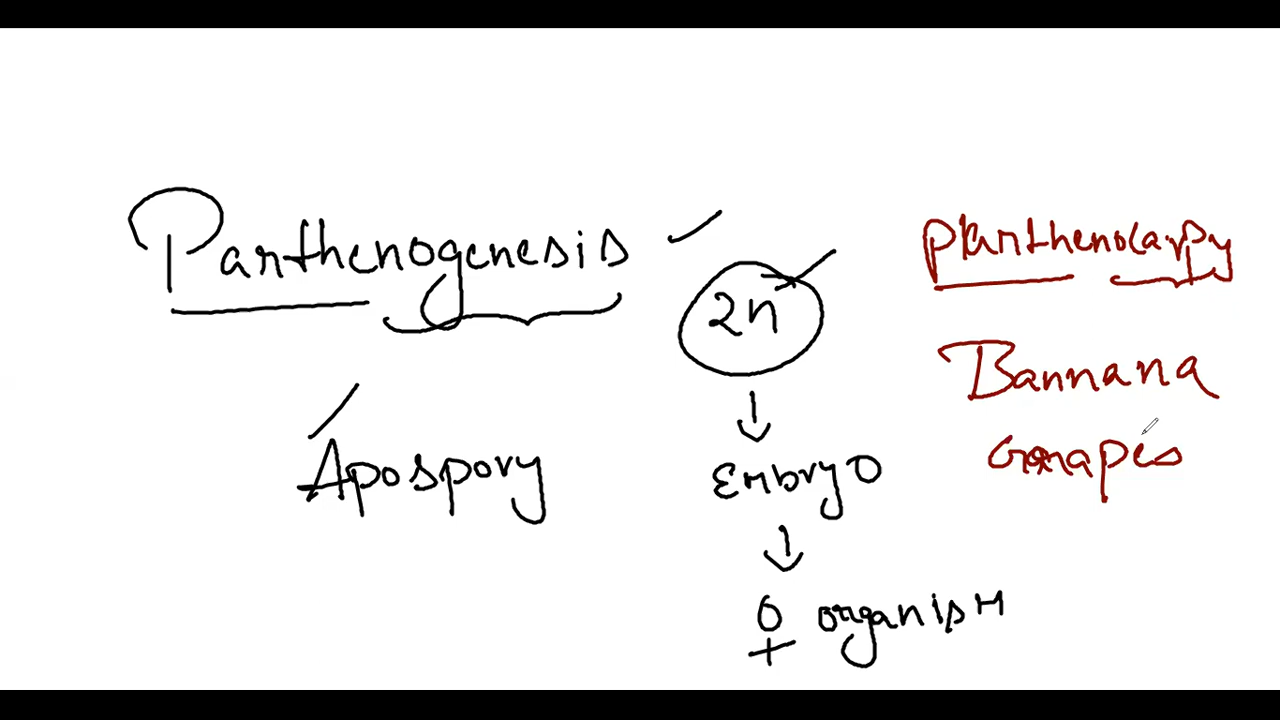 Parthenogenesis
Parthenocarpy
2n
Bannana
Grapes
Apospory
Embryo
♀ organism